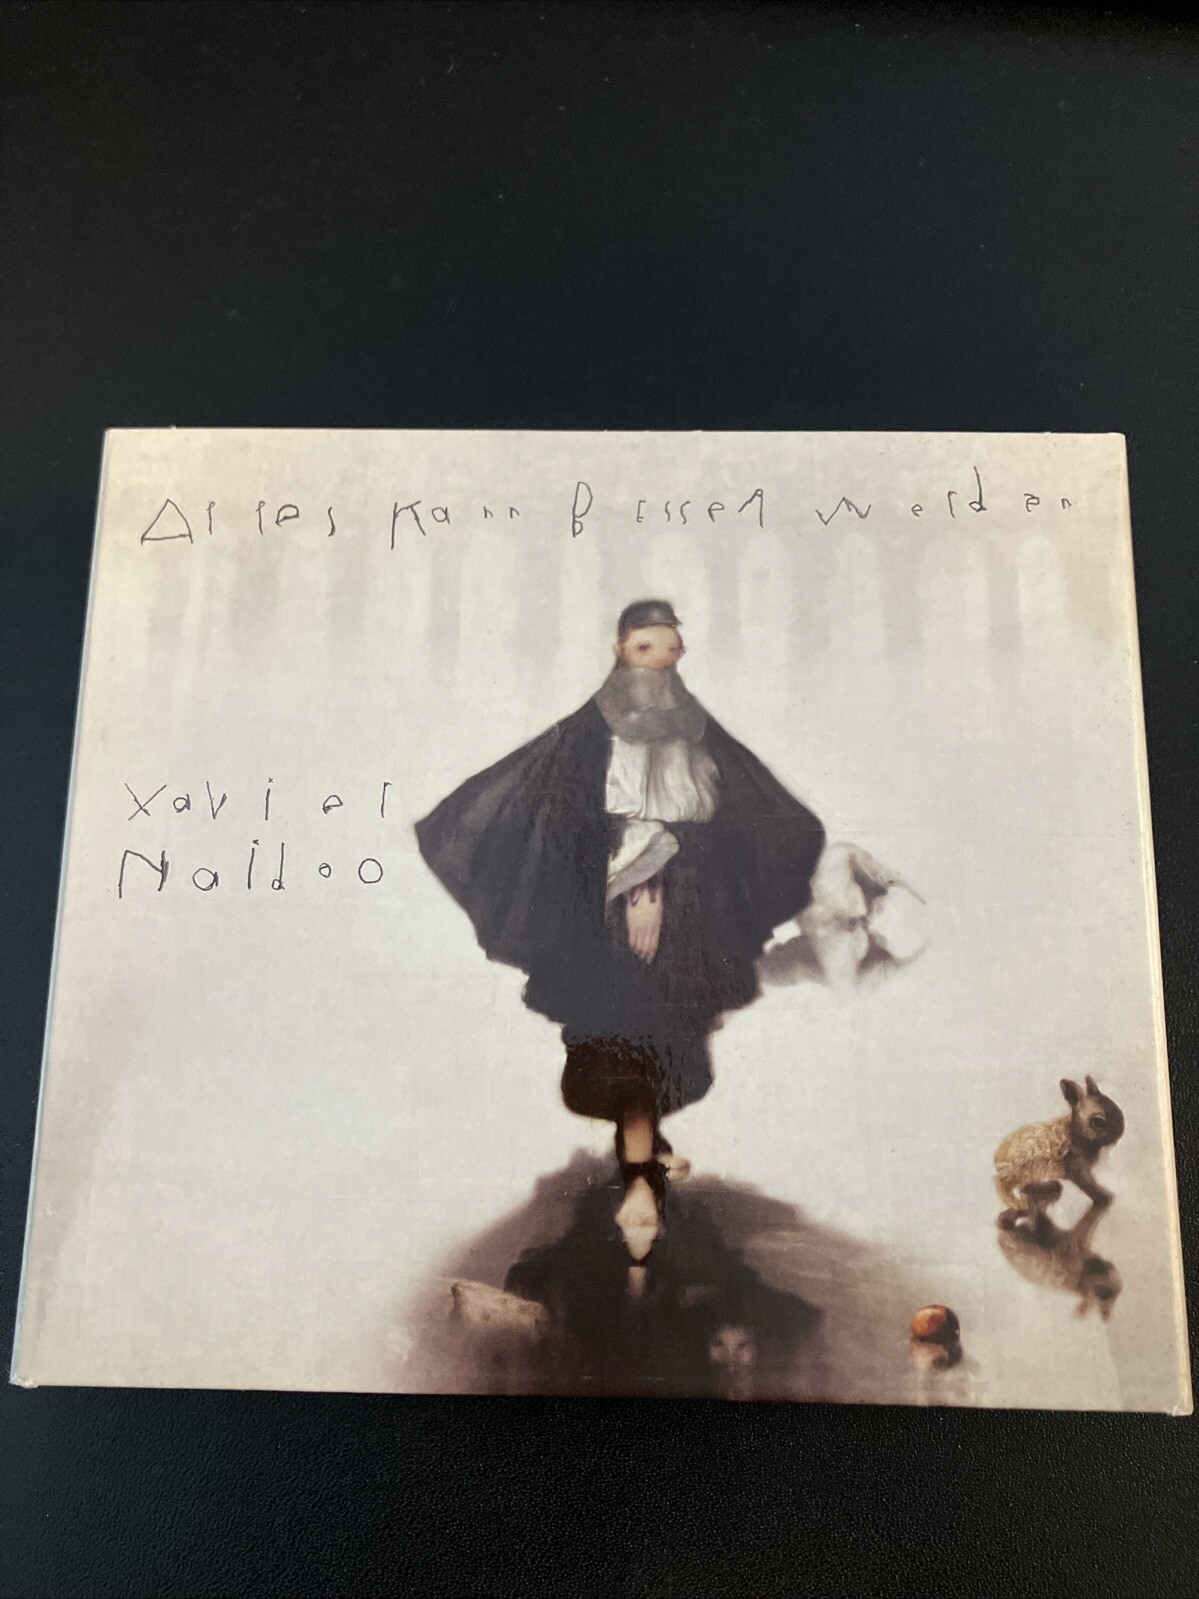 Alles Kann Besser Werden
Xavier
Naidoo